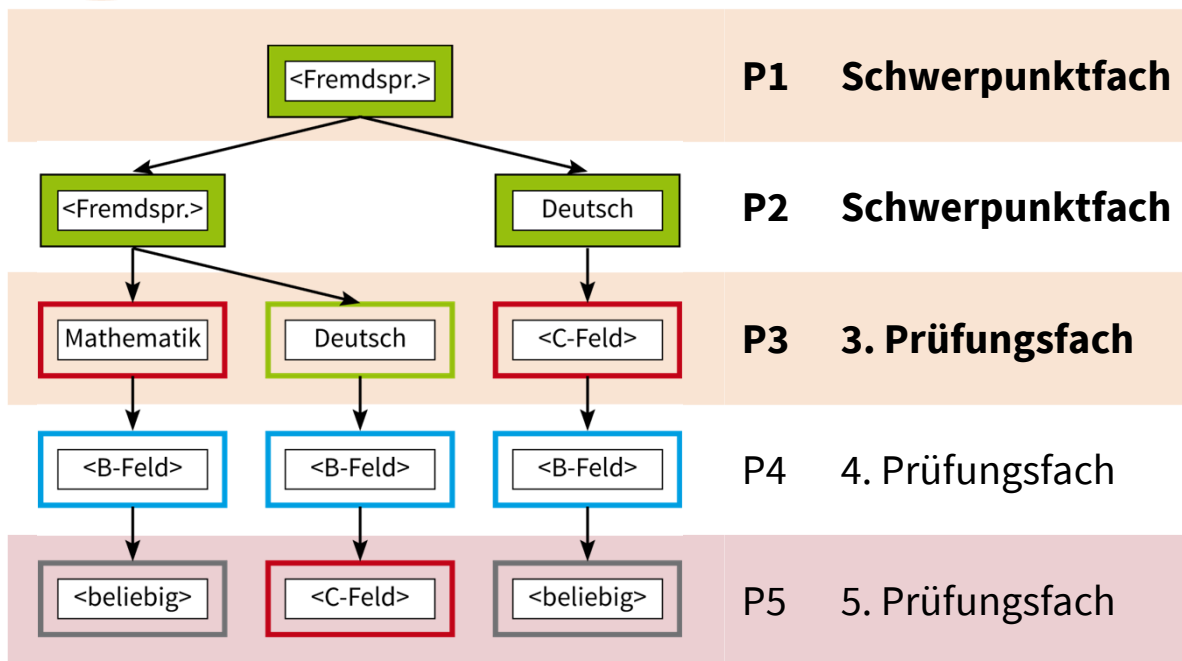 <Fremdspr.> P1 Schwerpunktfach
<Fremdspr.> Deutsch P2 Schwerpunktfach
Mathematik Deutsch <C-Feld> P3 3. Prüfungsfach
<B-Feld> <B-Feld> <B-Feld> P4 4. Prüfungsfach
<beliebig> <C-Feld> <beliebig> P5 5. Prüfungsfach